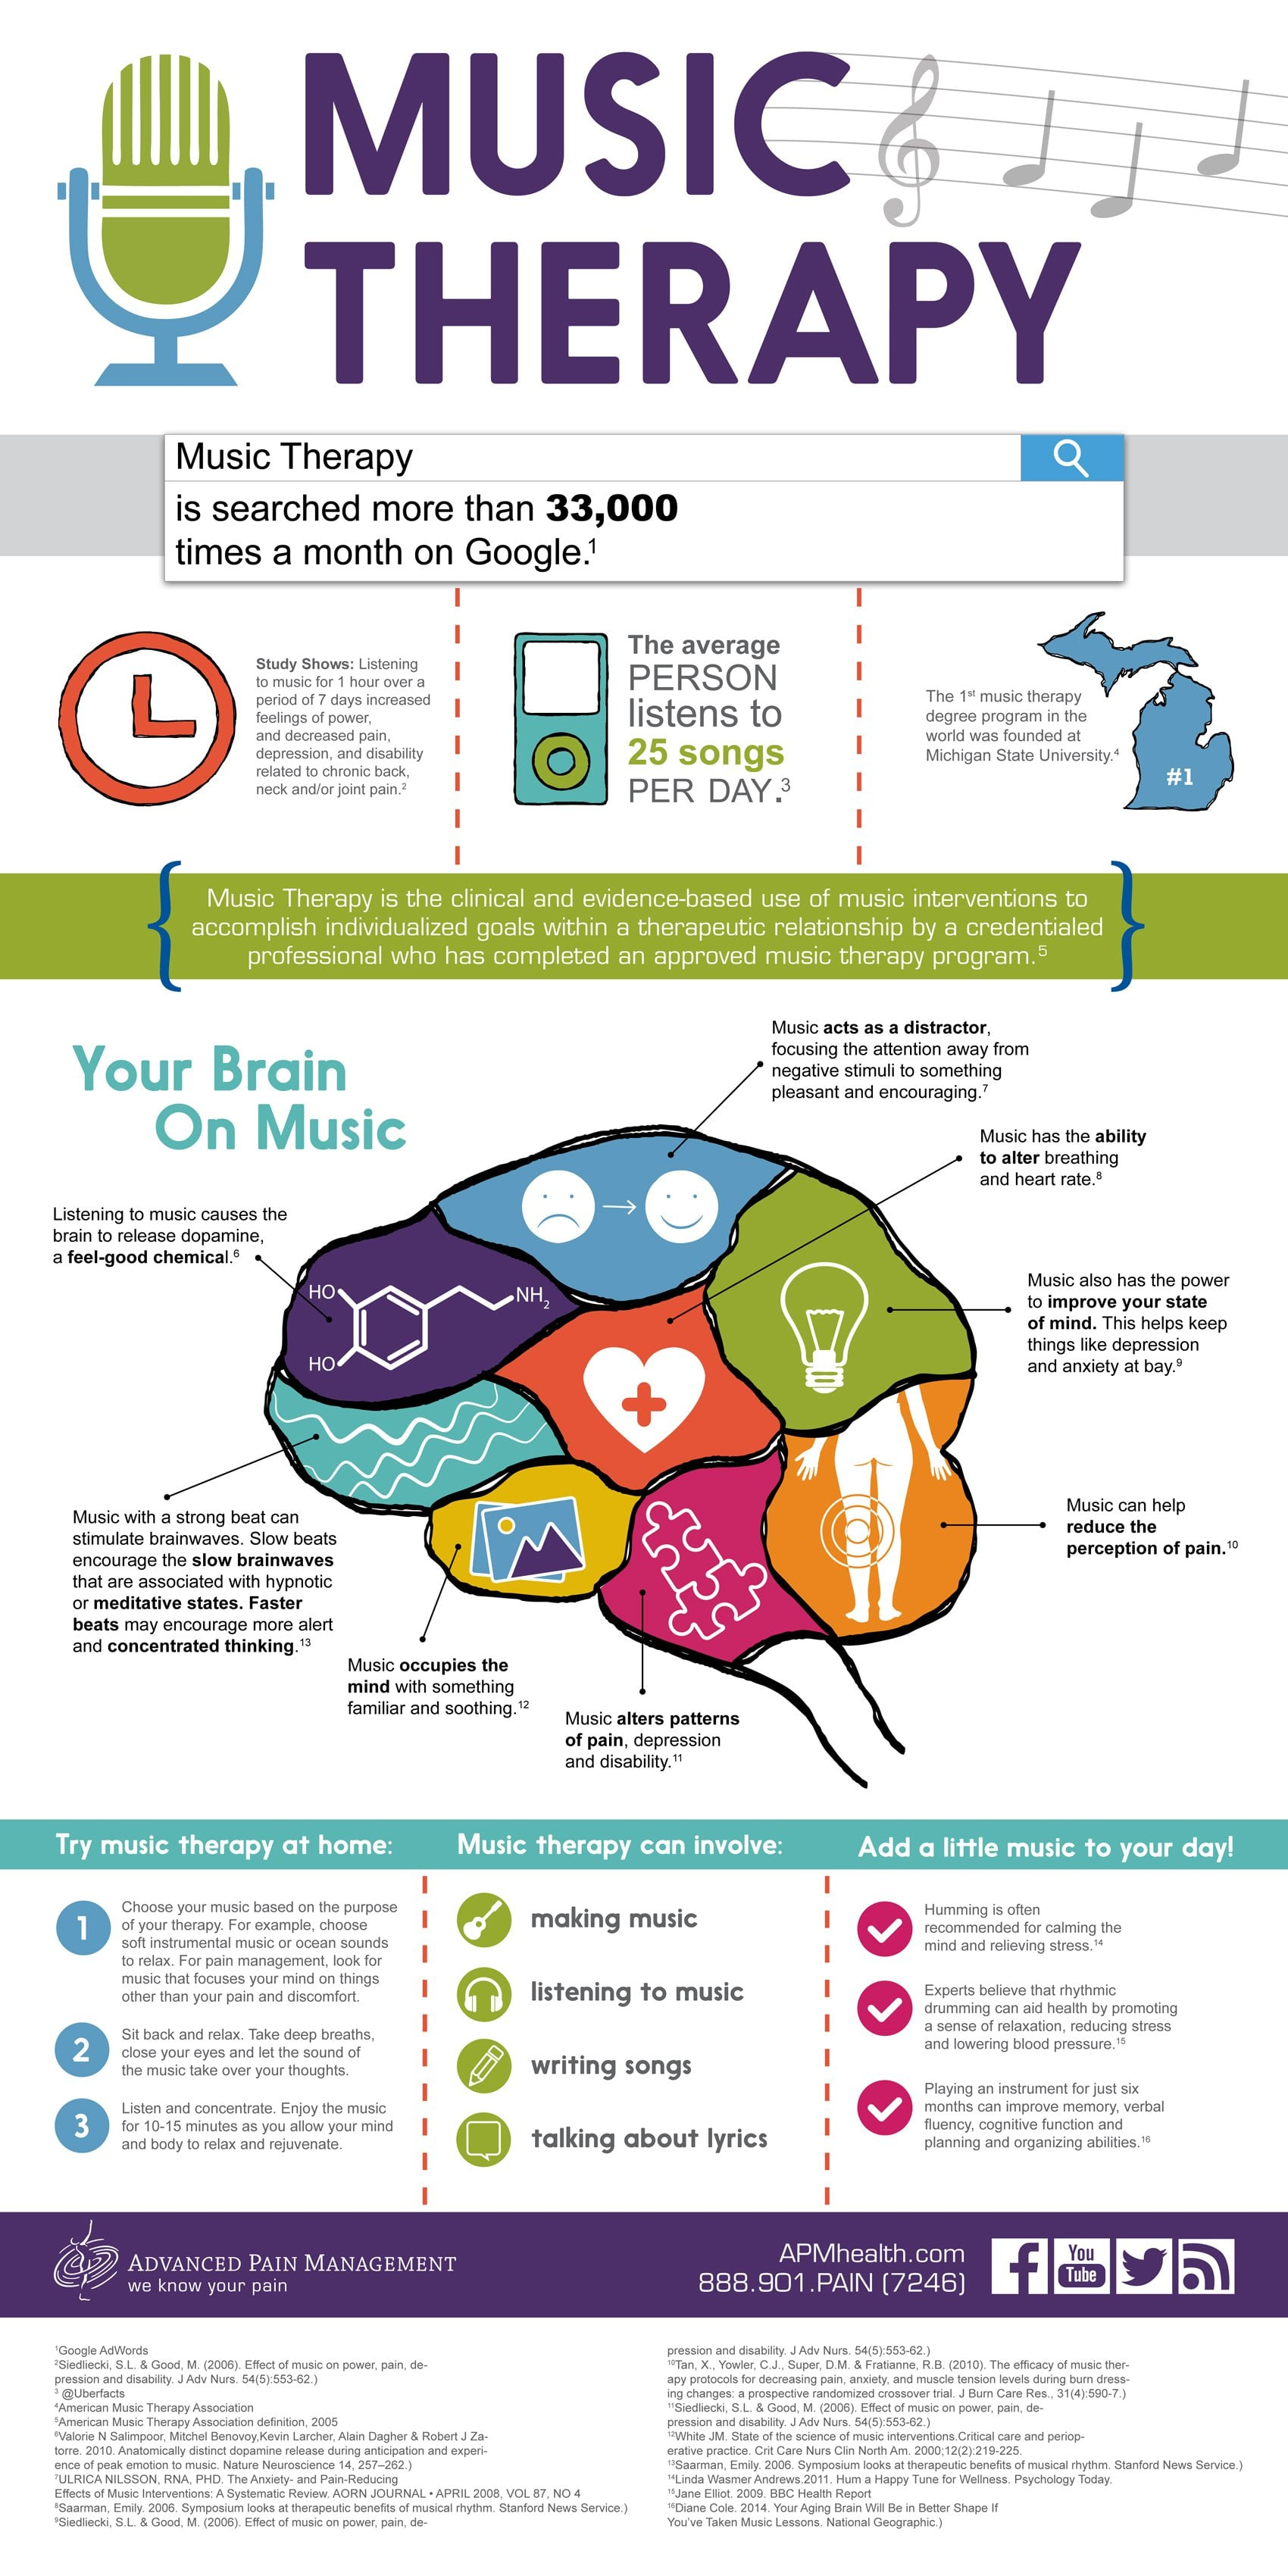 MUSIC
THERAPY
Music Therapy
is searched more than 33,000
times a month on Google.¹
Study Shows: Listening
to music for 1 hour over a
period of 7 days increased
feelings of power,
and decreased pain,
depression, and disability
related to chronic back,
neck and/or joint pain.²
The average
PERSON
listens to
25 songs
PER DAY.³
The 1st music therapy
degree program in the
world was founded at
Michigan State University.⁴
#1
Music Therapy is the clinical and evidence-based use of music interventions to
accomplish individualized goals within a therapeutic relationship by a credentialed
professional who has completed an approved music therapy program.⁵
Your Brain
On Music
Music acts as a distractor,
focusing the attention away from
negative stimuli to something
pleasant and encouraging.⁷
Music has the ability
to alter breathing
and heart rate.⁸
Listening to music causes the
brain to release dopamine,
a feel-good chemical.⁶
HO
NH₂
HO
Music also has the power
to improve your state
of mind. This helps keep
things like depression
and anxiety at bay.⁹
Music can help
reduce the
perception of pain.¹⁰
Music with a strong beat can
stimulate brainwaves. Slow beats
encourage the slow brainwaves
that are associated with hypnotic
or meditative states. Faster
beats may encourage more alert
and concentrated thinking.¹³
Music occupies the
mind with something
familiar and soothing.¹²
Music alters patterns
of pain, depression
and disability.¹¹
Try music therapy at home:
1
Choose your music based on the purpose
of your therapy. For example, choose
soft instrumental music or ocean sounds
to relax. For pain management, look for
music that focuses your mind on things
other than your pain and discomfort.
2
Sit back and relax. Take deep breaths,
close your eyes and let the sound of
the music take over your thoughts.
3
Listen and concentrate. Enjoy the music
for 10-15 minutes as you allow your mind
and body to relax and rejuvenate.
Music therapy can involve:
making music
listening to music
writing songs
talking about lyrics
Add a little music to your day!
Humming is often
recommended for calming the
mind and relieving stress.¹⁴
Experts believe that rhythmic
drumming can aid health by promoting
a sense of relaxation, reducing stress
and lowering blood pressure.¹⁵
Playing an instrument for just six
months can improve memory, verbal
fluency, cognitive function and
planning and organizing abilities.¹⁶
ADVANCED PAIN MANAGEMENT
we know your pain
APMhealth.com
888.901.PAIN (7246)
You
Tube
¹Google AdWords
²Siedliecki, S.L. & Good, M. (2006). Effect of music on power, pain, de-
pression and disability. J Adv Nurs. 54(5):553-62.)
³ @Uberfacts
⁴American Music Therapy Association
⁵American Music Therapy Association definition, 2005
⁶Valorie N Salimpoor, Mitchel Benovoy,Kevin Larcher, Alain Dagher & Robert J Za-
torre. 2010. Anatomically distinct dopamine release during anticipation and experi-
ence of peak emotion to music. Nature Neuroscience 14, 257–262.)
⁷ULRICA NILSSON, RNA, PHD. The Anxiety- and Pain-Reducing
Effects of Music Interventions: A Systematic Review. AORN JOURNAL • APRIL 2008, VOL 87, NO 4
⁸Saarman, Emily. 2006. Symposium looks at therapeutic benefits of musical rhythm. Stanford News Service.)
⁹Siedliecki, S.L. & Good, M. (2006). Effect of music on power, pain, de-
pression and disability. J Adv Nurs. 54(5):553-62.)
¹⁰Tan, X., Yowler, C.J., Super, D.M. & Fratianne, R.B. (2010). The efficacy of music ther-
apy protocols for decreasing pain, anxiety, and muscle tension levels during burn dress-
ing changes: a prospective randomized crossover trial. J Burn Care Res., 31(4):590-7.)
¹¹Siedliecki, S.L. & Good, M. (2006). Effect of music on power, pain, de-
pression and disability. J Adv Nurs. 54(5):553-62.)
¹²White JM. State of the science of music interventions.Critical care and periop-
erative practice. Crit Care Nurs Clin North Am. 2000;12(2):219-225.
¹³Saarman, Emily. 2006. Symposium looks at therapeutic benefits of musical rhythm. Stanford News Service.)
¹⁴Linda Wasmer Andrews.2011. Hum a Happy Tune for Wellness. Psychology Today.
¹⁵Jane Elliot. 2009. BBC Health Report
¹⁶Diane Cole. 2014. Your Aging Brain Will Be in Better Shape If
You've Taken Music Lessons. National Geographic.)